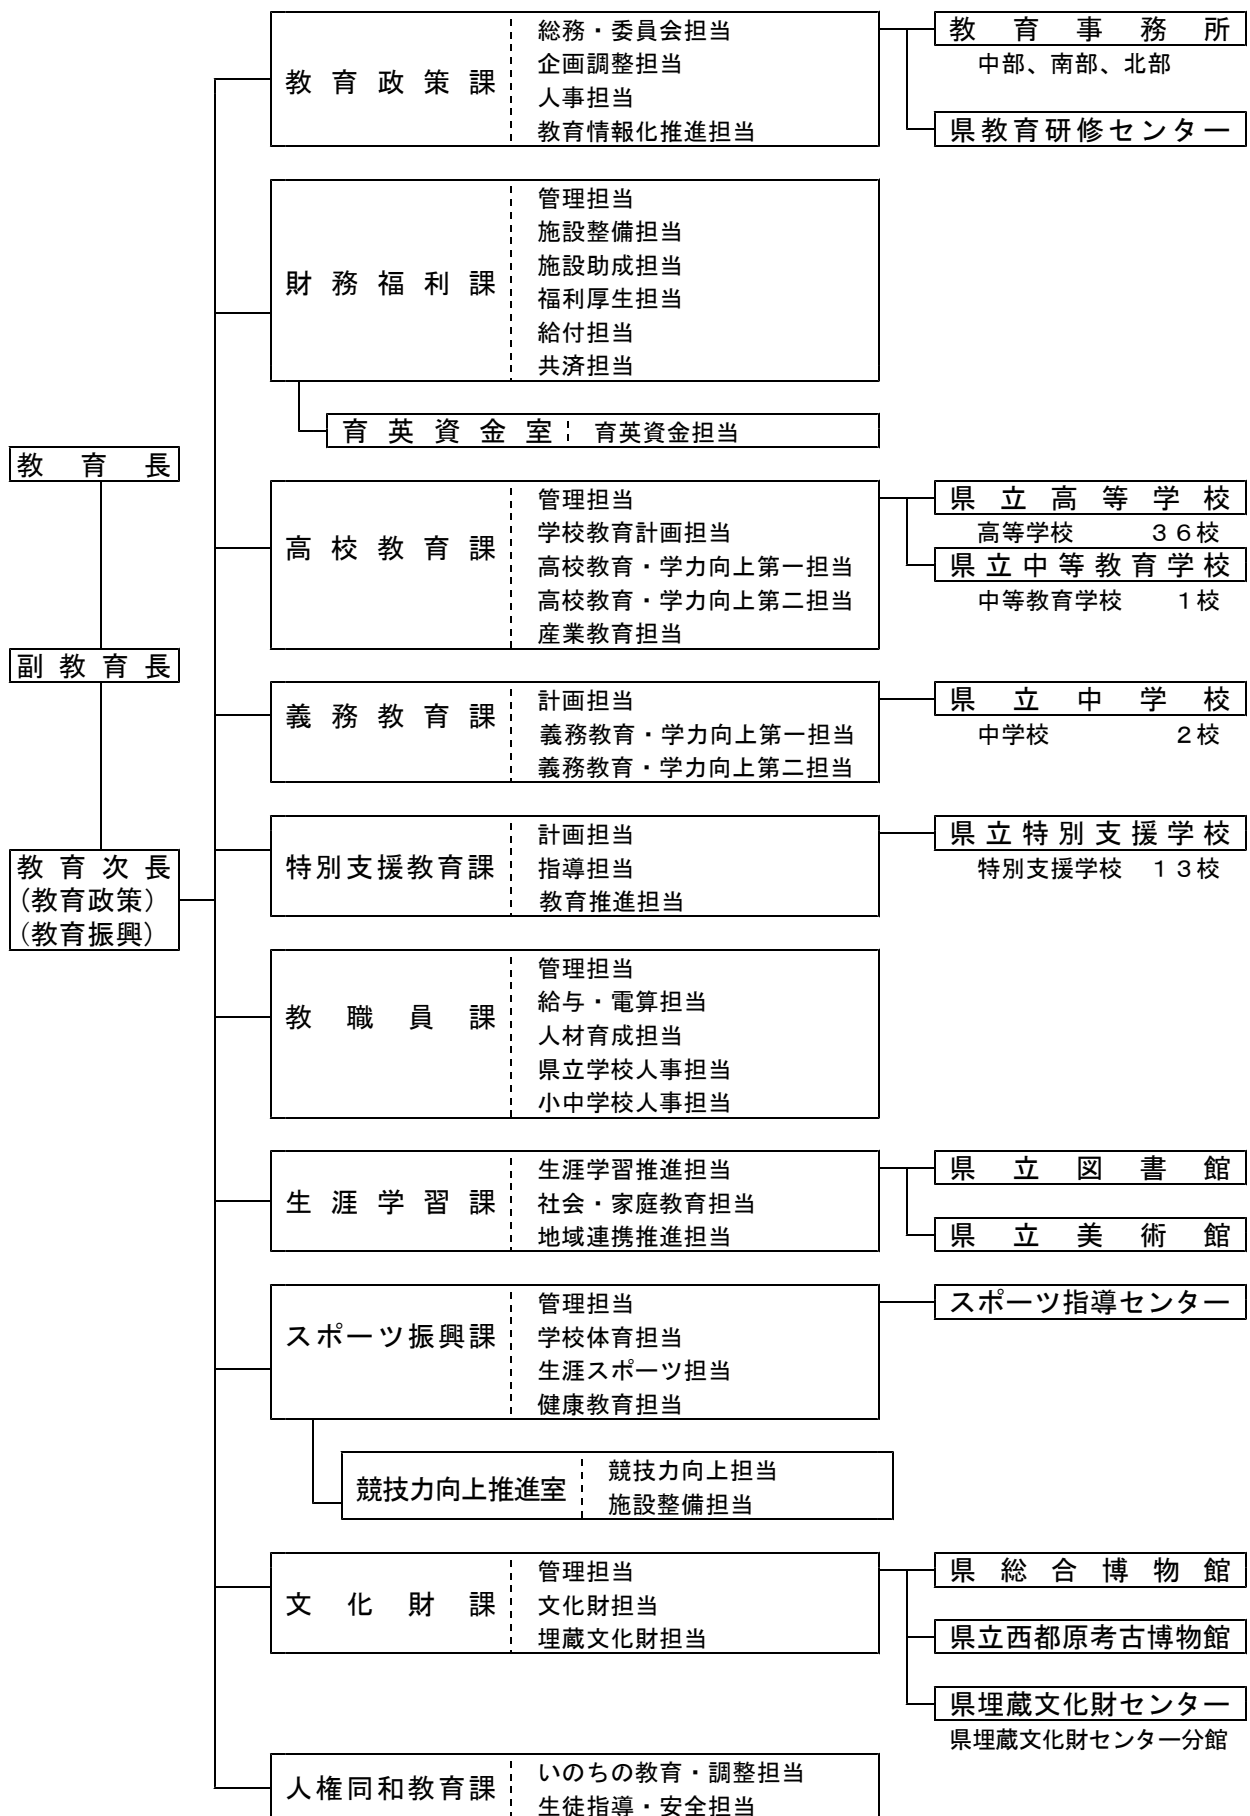 教育長
副教育長
教育次長
（教育政策）
（教育振興）
教育政策課
総務・委員会担当
企画調整担当
人事担当
教育情報化推進担当
教育事務所
中部、南部、北部
県教育研修センター
財務福利課
管理担当
施設整備担当
施設助成担当
福利厚生担当
給付担当
共済担当
育英資金室
育英資金担当
高校教育課
管理担当
学校教育計画担当
高校教育・学力向上第一担当
高校教育・学力向上第二担当
産業教育担当
県立高等学校
高等学校　３６校
県立中等教育学校
中等教育学校　１校
義務教育課
計画担当
義務教育・学力向上第一担当
義務教育・学力向上第二担当
県立中学校
中学校　２校
特別支援教育課
計画担当
指導担当
教育推進担当
県立特別支援学校
特別支援学校　１３校
教職員課
管理担当
給与・電算担当
人材育成担当
県立学校人事担当
小中学校人事担当
生涯学習課
生涯学習推進担当
社会・家庭教育担当
地域連携推進担当
県立図書館
県立美術館
スポーツ振興課
管理担当
学校体育担当
生涯スポーツ担当
健康教育担当
スポーツ指導センター
競技力向上推進室
競技力向上担当
施設整備担当
文化財課
管理担当
文化財担当
埋蔵文化財担当
県総合博物館
県立西都原考古博物館
県埋蔵文化財センター
県埋蔵文化財センター分館
人権同和教育課
いのちの教育・調整担当
生徒指導・安全担当